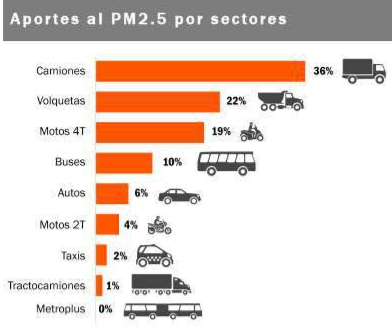 Aportes al PM2.5 por sectores
Camiones 36%
Volquetas 22%
Motos 4T 19%
Buses 10%
Autos 6%
Motos 2T 4%
Taxis 2%
Tractocamiones 1%
Metroplus 0%